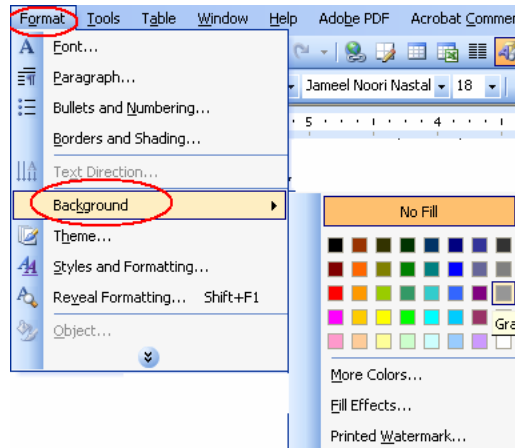 Format Tools Table Window Help Adobe PDF Acrobat Commen
Font...
Paragraph... Jameel Noori Nastal 18
Bullets and Numbering...
5 4
Borders and Shading...
Text Direction...
Background
No Fill
Theme...
Styles and Formatting...
Reveal Formatting... Shift+F1
Gra
Object...
More Colors...
Fill Effects...
Printed Watermark...